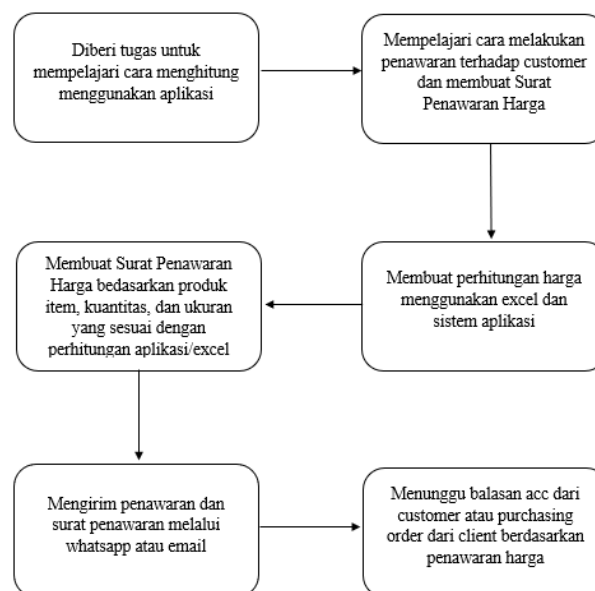 Diberi tugas untuk
mempelajari cara menghitung
menggunakan aplikasi
Mempelajari cara melakukan
penawaran terhadap customer
dan membuat Surat
Penawaran Harga
Membuat perhitungan harga
menggunakan excel dan
sistem aplikasi
Membuat Surat Penawaran
Harga bedasarkan produk
item, kuantitas, dan ukuran
yang sesuai dengan
perhitungan aplikasi/excel
Mengirim penawaran dan
surat penawaran melalui
whatsapp atau email
Menunggu balasan acc dari
customer atau purchasing
order dari client berdasarkan
penawaran harga